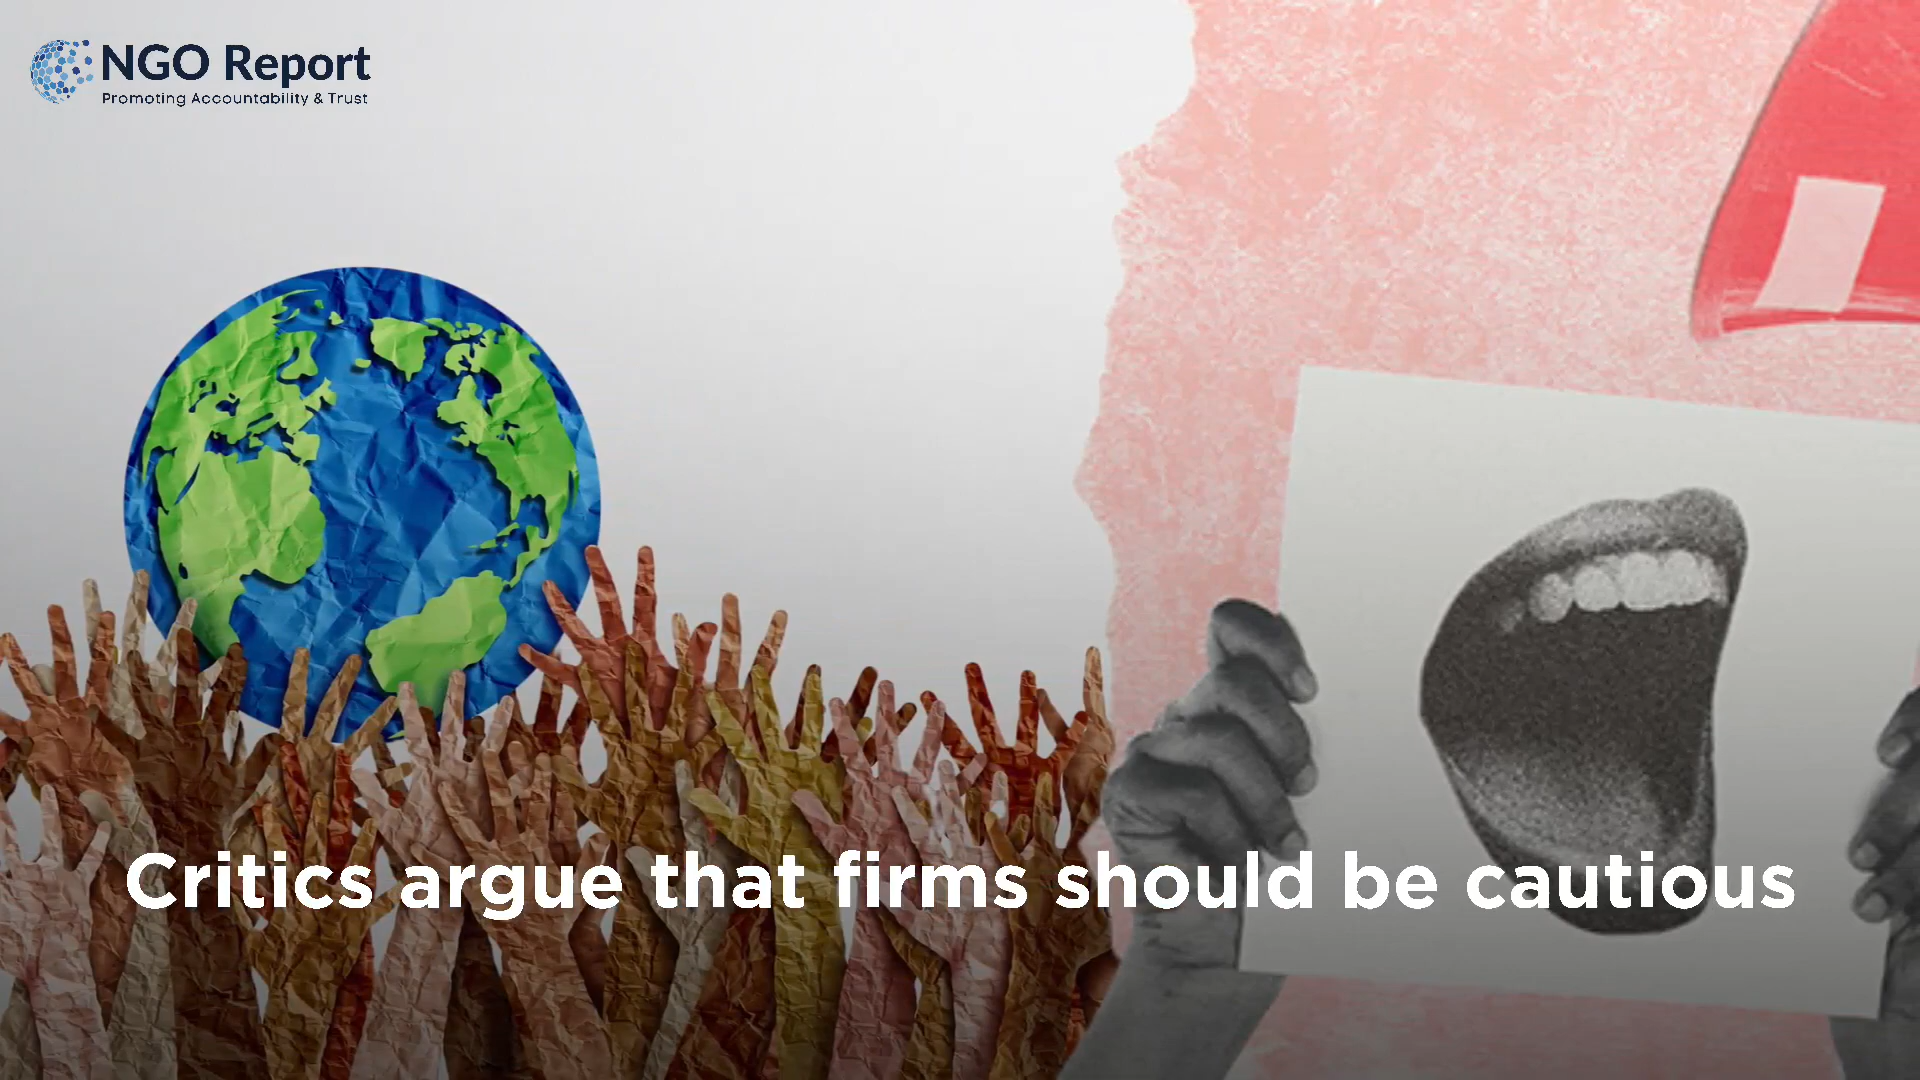 NGO Report
Promoting Accountability & Trust
Critics argue that firms should be cautious